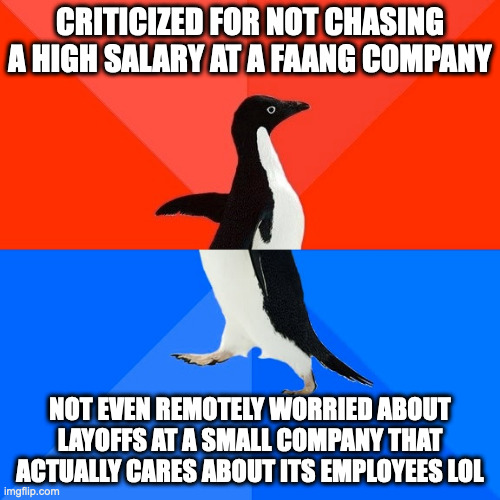 CRITICIZED FOR NOT CHASING
A HIGH SALARY AT A FAANG COMPANY
NOT EVEN REMOTELY WORRIED ABOUT
LAYOFFS AT A SMALL COMPANY THAT
ACTUALLY CARES ABOUT ITS EMPLOYEES LOL
imgflip.com